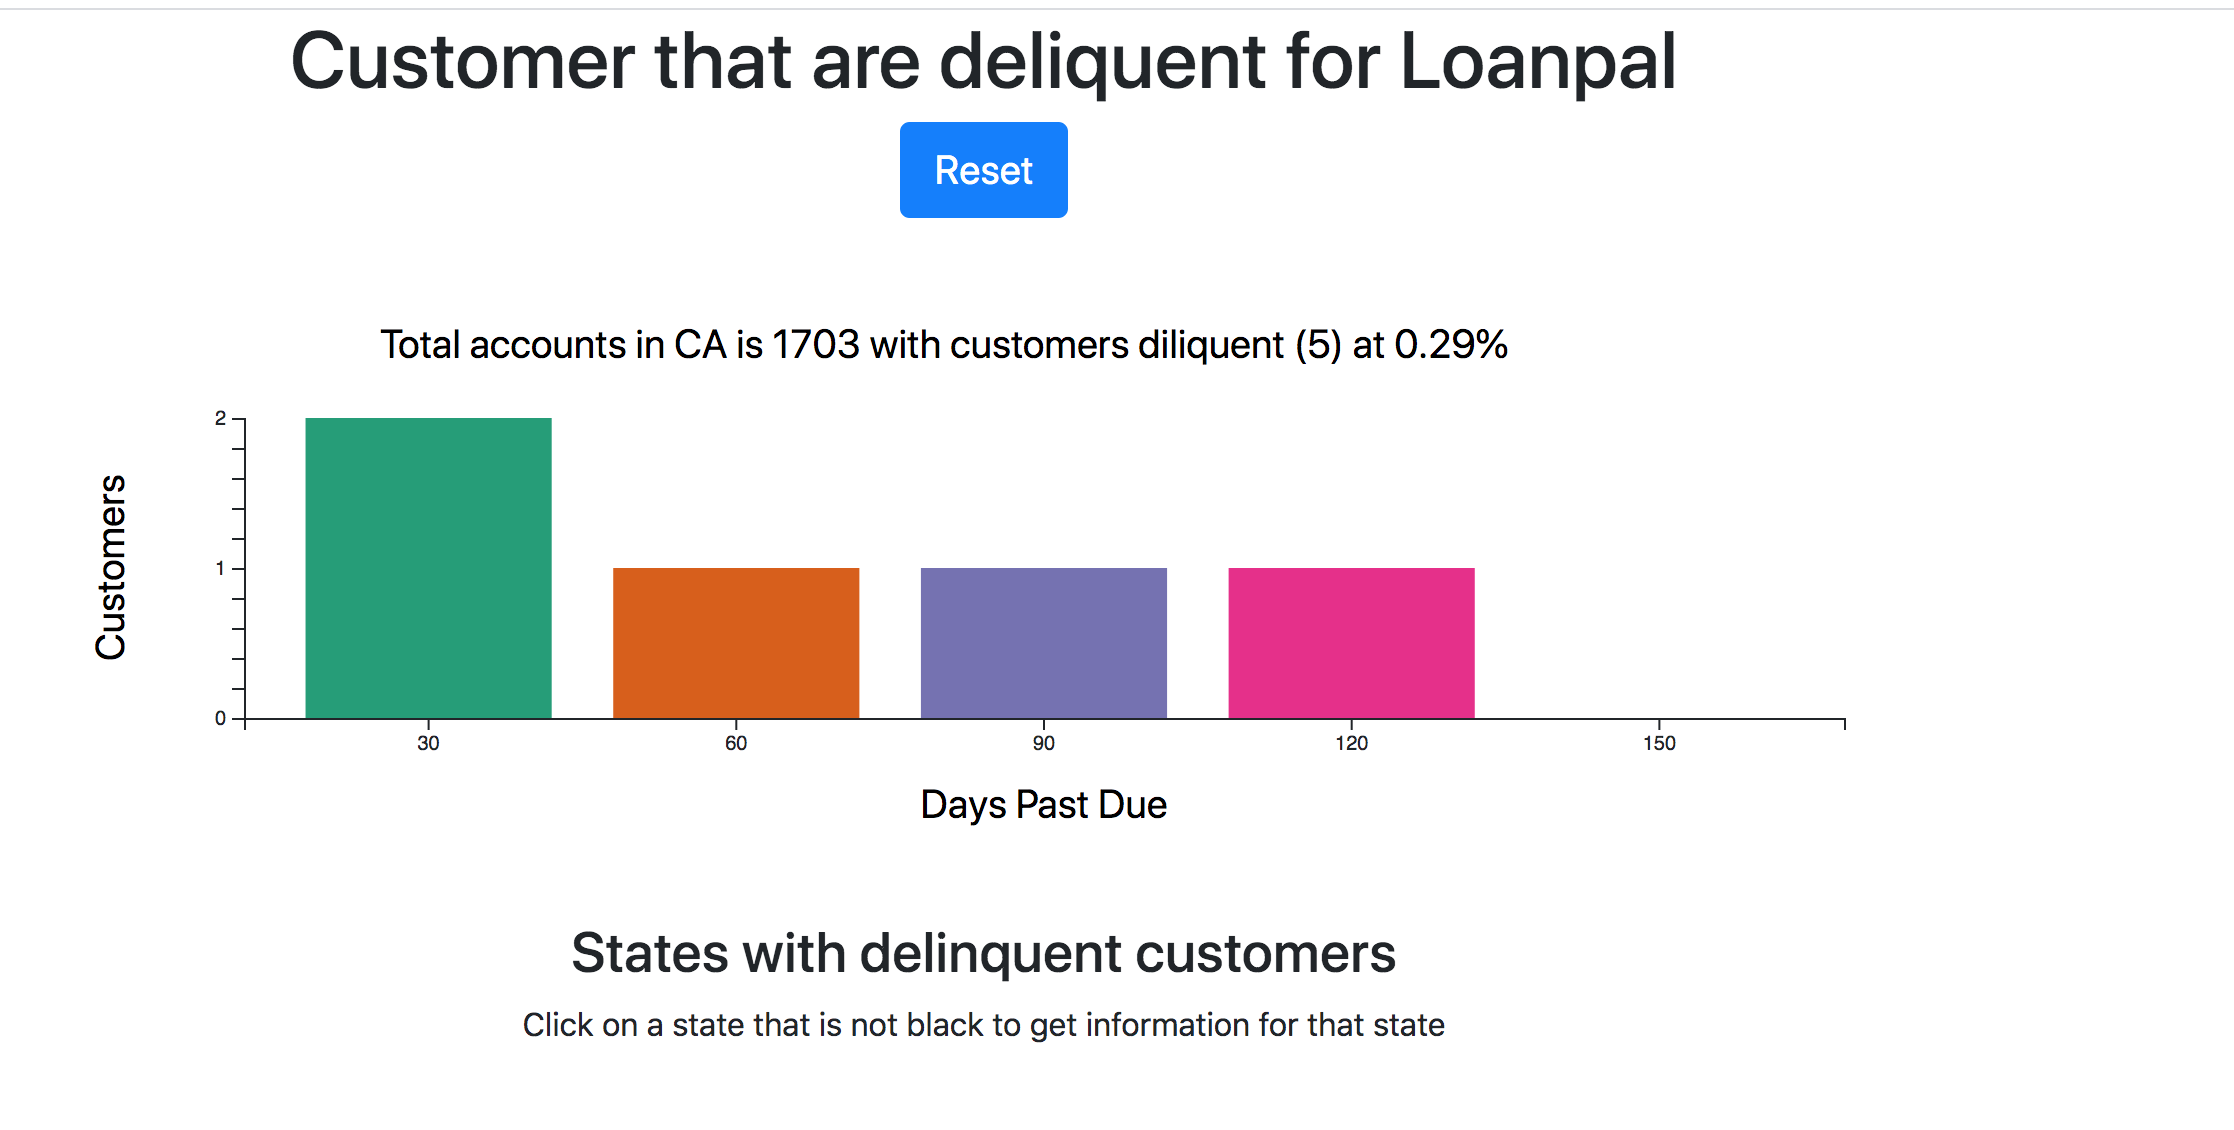 Customer that are deliquent for Loanpal
Reset
Total accounts in CA is 1703 with customers diliquent (5) at 0.29%
Customers
2
1
0
30 60 90 120 150
Days Past Due
States with delinquent customers
Click on a state that is not black to get information for that state